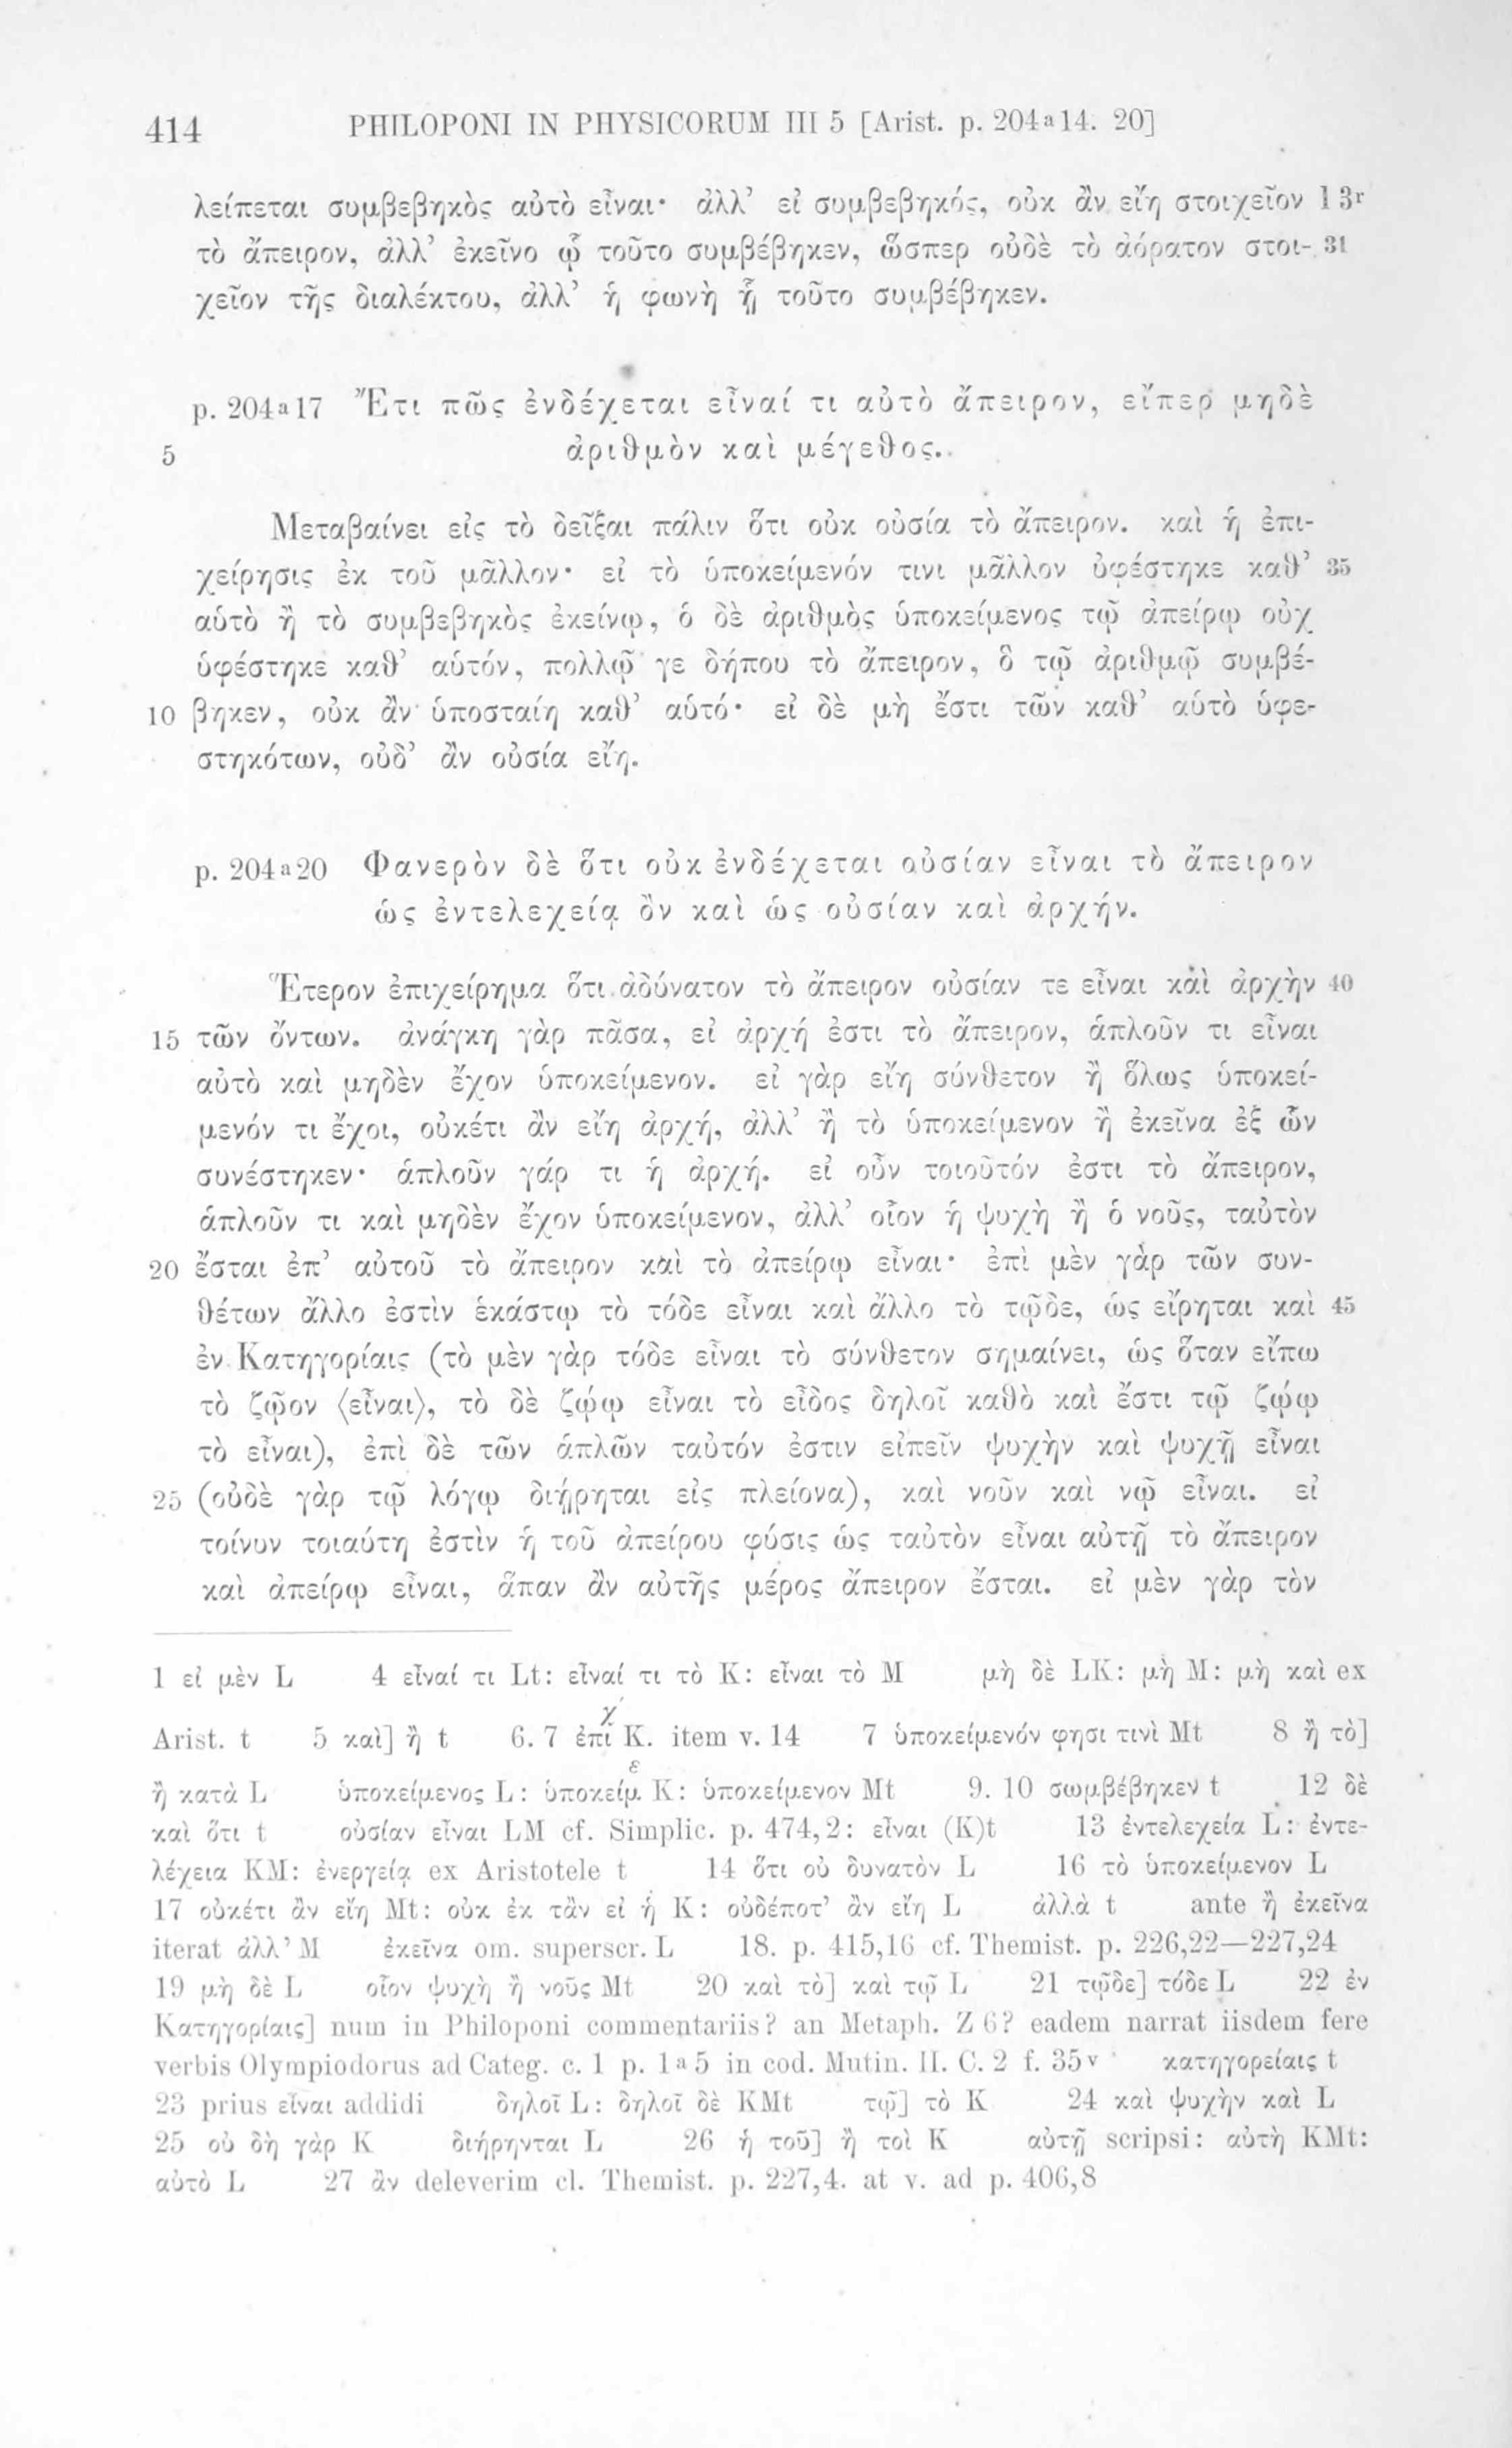 414 PHILOPONI IN PHYSICORUM III 5 [Arist. p. 204a14. 20]
λείπεται συμβεβηκὸς αὐτὸ εἶναι· ἀλλ’ εἰ συμβεβηκός, οὐκ ἂν εἴη στοιχεῖον l 3r
τὸ ἄπειρον, ἀλλ’ ἐκεῖνο ᾧ τοῦτο συμβέβηκεν, ὥσπερ οὐδὲ τὸ ἀόρατον στοι- 31
χεῖον τῆς διαλέκτου, ἀλλ’ ἡ φωνὴ ᾗ τοῦτο συμβέβηκεν.
p. 204a17 Ἔτι πῶς ἐνδέχεται εἶναί τι αὐτὸ ἄπειρον, εἴπερ μηδὲ
5 ἀριθμὸν καὶ μέγεθος.
Μεταβαίνει εἰς τὸ δεῖξαι πάλιν ὅτι οὐκ οὐσία τὸ ἄπειρον. καὶ ἡ ἐπι-
χείρησις ἐκ τοῦ μᾶλλον· εἰ τὸ ὑποκείμενόν τινι μᾶλλον ὑφέστηκε καθ’ 35
αὑτὸ ἢ τὸ συμβεβηκὸς ἐκείνῳ, ὁ δὲ ἀριθμὸς ὑποκείμενος τῷ ἀπείρῳ οὐχ
ὑφέστηκε καθ’ αὑτόν, πολλῷ γε δήπου τὸ ἄπειρον, ὃ τῷ ἀριθμῷ συμβέ-
10 βηκεν, οὐκ ἂν ὑποσταίη καθ’ αὑτό· εἰ δὲ μὴ ἔστι τῶν καθ’ αὑτὸ ὑφε-
στηκότων, οὐδ’ ἂν οὐσία εἴη.
p. 204a20 Φανερὸν δὲ ὅτι οὐκ ἐνδέχεται οὐσίαν εἶναι τὸ ἄπειρον
ὡς ἐντελεχείᾳ ὂν καὶ ὡς οὐσίαν καὶ ἀρχήν.
Ἕτερον ἐπιχείρημα ὅτι ἀδύνατον τὸ ἄπειρον οὐσίαν τε εἶναι καὶ ἀρχὴν 40
15 τῶν ὄντων. ἀνάγκη γὰρ πᾶσα, εἰ ἀρχή ἐστι τὸ ἄπειρον, ἁπλοῦν τι εἶναι
αὐτὸ καὶ μηδὲν ἔχον ὑποκείμενον. εἰ γὰρ εἴη σύνθετον ἢ ὅλως ὑποκεί-
μενόν τι ἔχοι, οὐκέτι ἂν εἴη ἀρχή, ἀλλ’ ἢ τὸ ὑποκείμενον ἢ ἐκεῖνα ἐξ ὧν
συνέστηκεν· ἁπλοῦν γάρ τι ἡ ἀρχή. εἰ οὖν τοιοῦτόν ἐστι τὸ ἄπειρον,
ἁπλοῦν τι καὶ μηδὲν ἔχον ὑποκείμενον, ἀλλ’ οἷον ἡ ψυχὴ ἢ ὁ νοῦς, ταὐτὸν
20 ἔσται ἐπ’ αὐτοῦ τὸ ἄπειρον καὶ τὸ ἀπείρῳ εἶναι· ἐπὶ μὲν γὰρ τῶν συν-
θέτων ἄλλο ἐστὶν ἑκάστῳ τὸ τόδε εἶναι καὶ ἄλλο τὸ τῷδε, ὡς εἴρηται καὶ 45
ἐν Κατηγορίαις (τὸ μὲν γὰρ τόδε εἶναι τὸ σύνθετον σημαίνει, ὡς ὅταν εἴπω
τὸ ζῷον 〈εἶναι〉, τὸ δὲ ζῴῳ εἶναι τὸ εἶδος δηλοῖ καθὸ καὶ ἔστι τῷ ζῴῳ
τὸ εἶναι), ἐπὶ δὲ τῶν ἁπλῶν ταὐτόν ἐστιν εἰπεῖν ψυχὴν καὶ ψυχῇ εἶναι
25 (οὐδὲ γὰρ τῷ λόγῳ διῄρηται εἰς πλείονα), καὶ νοῦν καὶ νῷ εἶναι. εἰ
τοίνυν τοιαύτη ἐστὶν ἡ τοῦ ἀπείρου φύσις ὡς ταὐτὸν εἶναι αὐτῇ τὸ ἄπειρον
καὶ ἀπείρῳ εἶναι, ἅπαν ἂν αὐτῆς μέρος ἄπειρον ἔσται. εἰ μὲν γὰρ τὸν
1 εἰ μὲν L 4 εἶναί τι Lt: εἶναί τι τὸ K: εἶναι τὸ M μὴ δὲ LK: μὴ M: μὴ καὶ ex
Arist. t 5 καὶ] ἢ t 6. 7 ἐπιχ K. item v. 14 7 ὑποκείμενόν φησι τινὶ Mt 8 ἢ τὸ]
ἢ κατὰ L ὑποκείμενος L: ὑποκείμε K: ὑποκείμενον Mt 9. 10 σωμβέβηκεν t 12 δὲ
καὶ ὅτι t οὐσίαν εἶναι LM cf. Simplic. p. 474,2: εἶναι (K)t 13 ἐντελεχεία L: ἐντε-
λέχεια KM: ἐνεργείᾳ ex Aristotele t 14 ὅτι οὐ δυνατὸν L 16 τὸ ὑποκείμενον L
17 οὐκέτι ἂν εἴη Mt: οὐκ ἐκ τὰν εἰ ἡ K: οὐδέποτ’ ἂν εἴη L ἀλλὰ t ante ἢ ἐκεῖνα
iterat ἀλλ’ M ἐκεῖνα om. superscr. L 18. p. 415,16 cf. Themist. p. 226,22—227,24
19 μὴ δὲ L οἷον ψυχὴ ἢ νοῦς Mt 20 καὶ τὸ] καὶ τῷ L 21 τῷδε] τόδε L 22 ἐν
Κατηγορίαις] num in Philoponi commentariis? an Metaph. Z 6? eadem narrat iisdem fere
verbis Olympiodorus ad Categ. c. 1 p. 1a5 in cod. Mutin. II. C. 2 f. 35v κατηγορείαις t
23 prius εἶναι addidi δηλοῖ L: δηλοῖ δὲ KMt τῷ] τὸ K 24 καὶ ψυχὴν καὶ L
25 οὐ δὴ γὰρ K διήρηνται L 26 ἡ τοῦ] ἢ τοὶ K αὐτῇ scripsi: αὐτὴ KMt:
αὐτὸ L 27 ἂν deleverim cl. Themist. p. 227,4. at v. ad p. 406,8